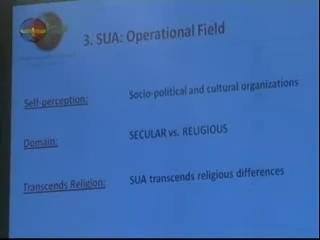 3. SUA: Operational Field
Self-perception: Socio-political and cultural organizations
Domain: SECULAR vs. RELIGIOUS
Transcends Religion: SUA transcends religious differences